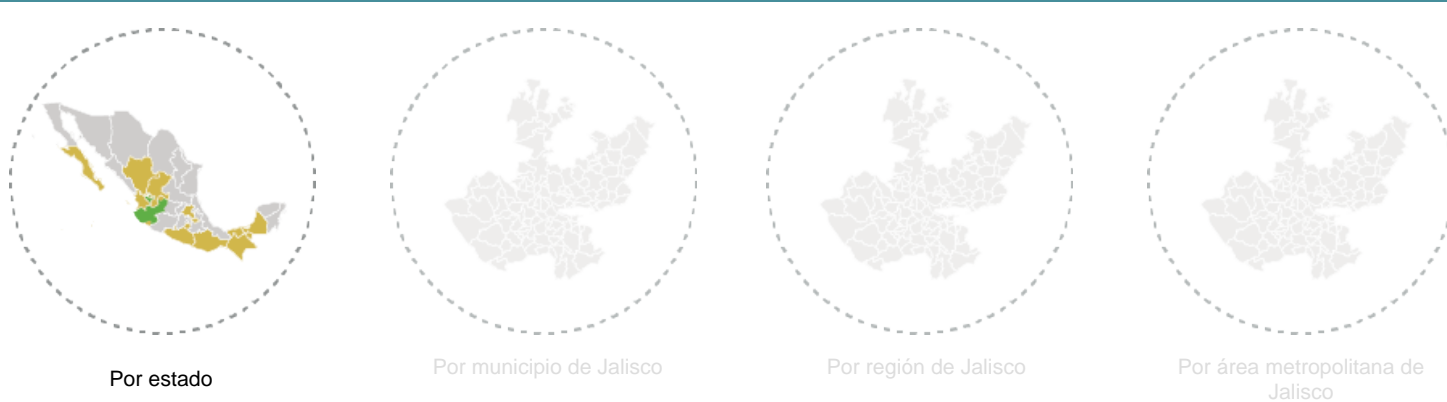 Por estado
Por municipio de Jalisco
Por región de Jalisco
Por área metropolitana de
Jalisco